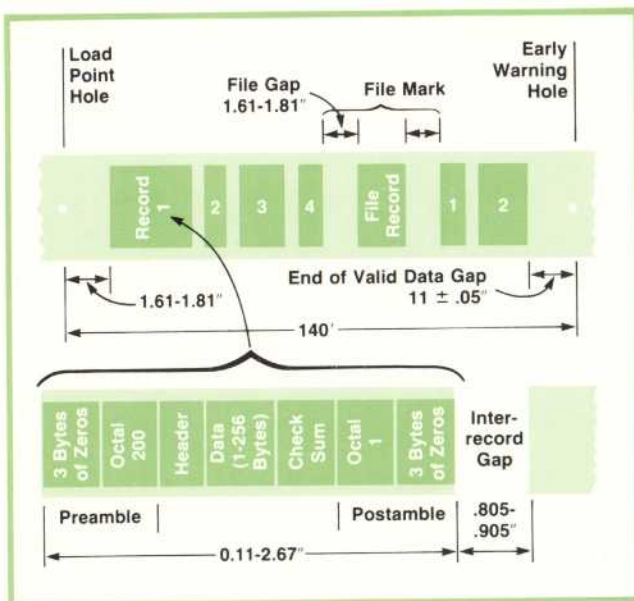 Load
Point
Hole
File Gap
1.61-1.81"
File Mark
Early
Warning
Hole
Record
1
2
3
4
File
Record
1
2
1.61-1.81"
End of Valid Data Gap
11 ± .05"
140'
3 Bytes
of Zeros
Octal
200
Header
Data
(1-256
Bytes)
Check
Sum
Octal
1
3 Bytes
of Zeros
Inter-
record
Gap
Preamble
Postamble
.805-
.905"
0.11-2.67"